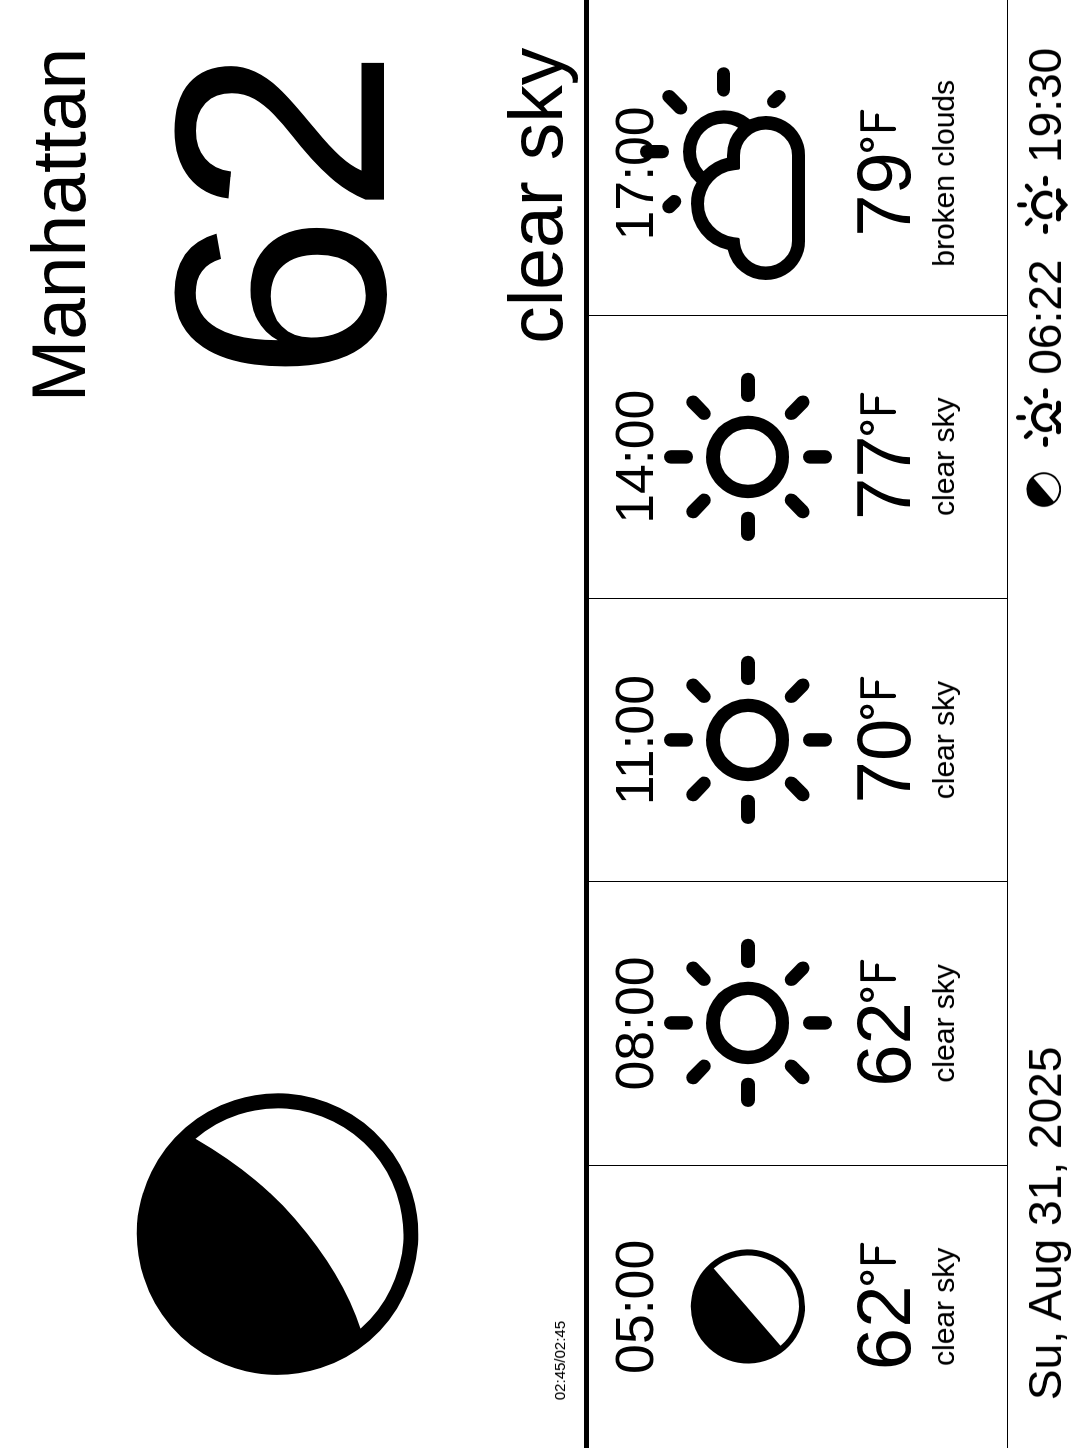 Manhattan
62
clear sky
02:45/02:45
05:00
62°F
clear sky
08:00
62°F
clear sky
11:00
70°F
clear sky
14:00
77°F
clear sky
17:00
79°F
broken clouds
Su, Aug 31, 2025
06:22
19:30